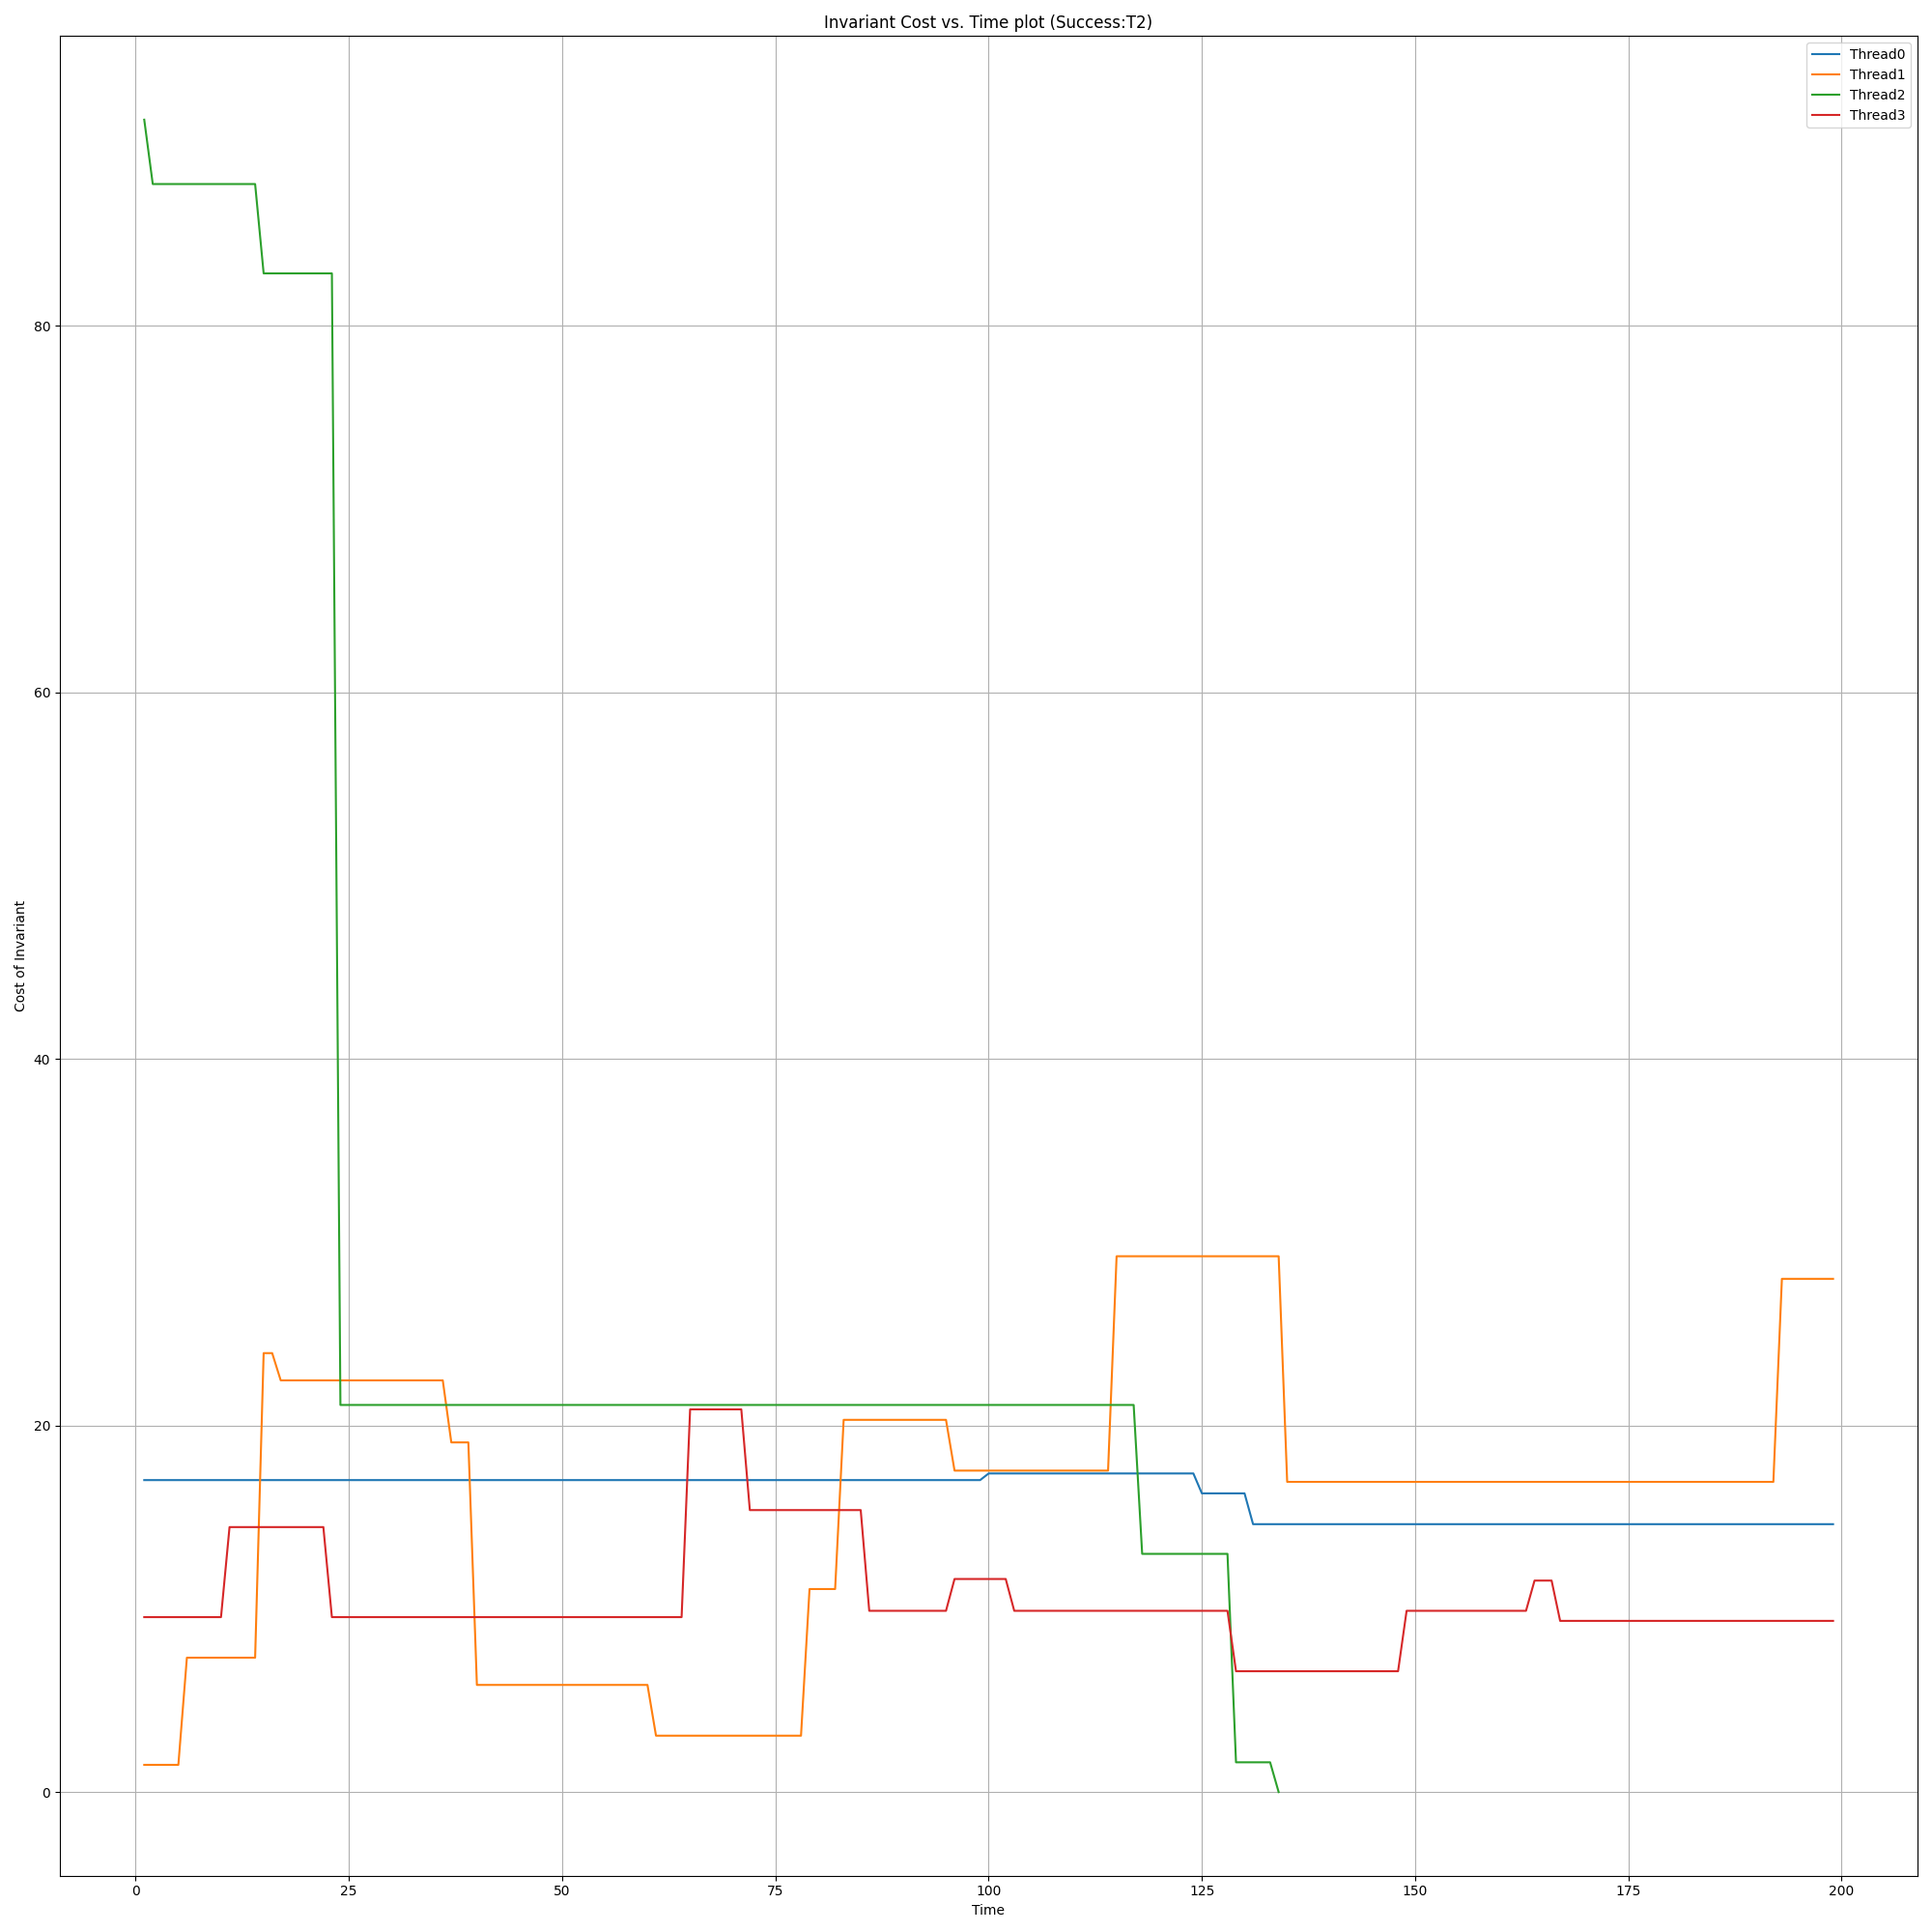 Invariant Cost vs. Time plot (Success:T2)
Thread0
Thread1
Thread2
Thread3
80
60
40
20
0
Cost of Invariant
0 25 50 75 100 125 150 175 200
Time